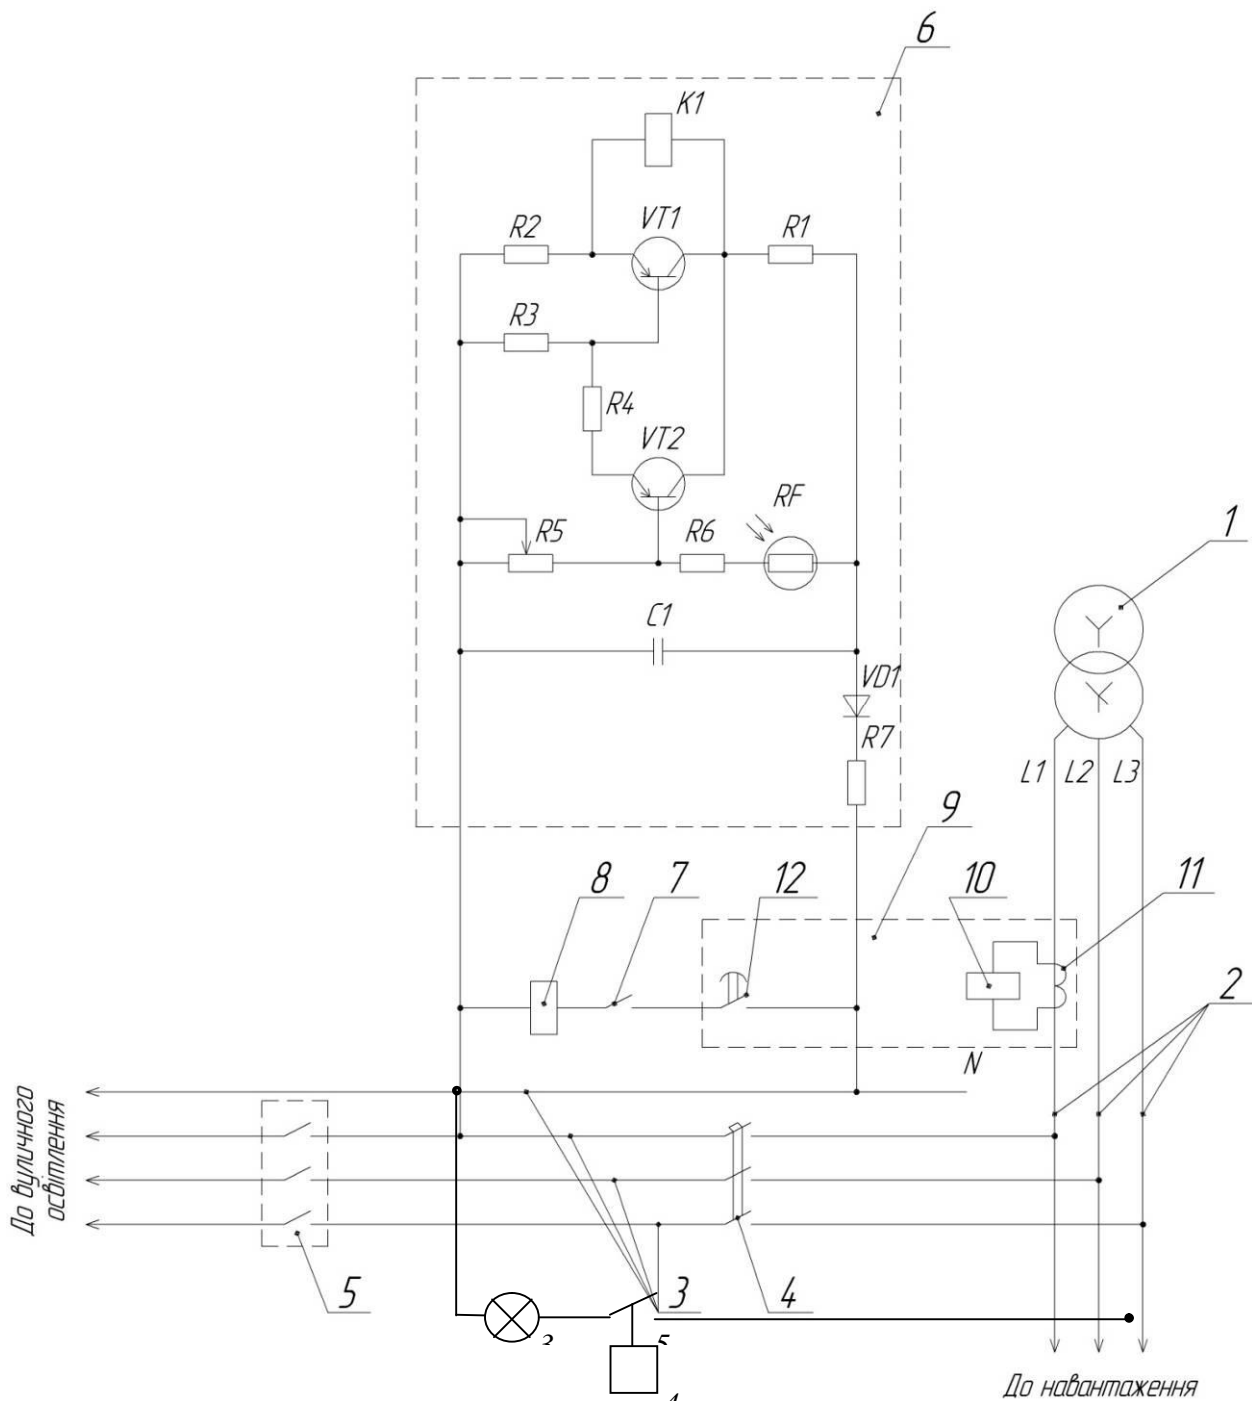 6
K1
VT1
R2
R1
R3
R4
VT2
RF
R5
R6
1
C1
VD1
R7
L1
L2
L3
9
8
7
12
10
11
2
N
До вуличного
освітлення
5
3
4
До навантаження